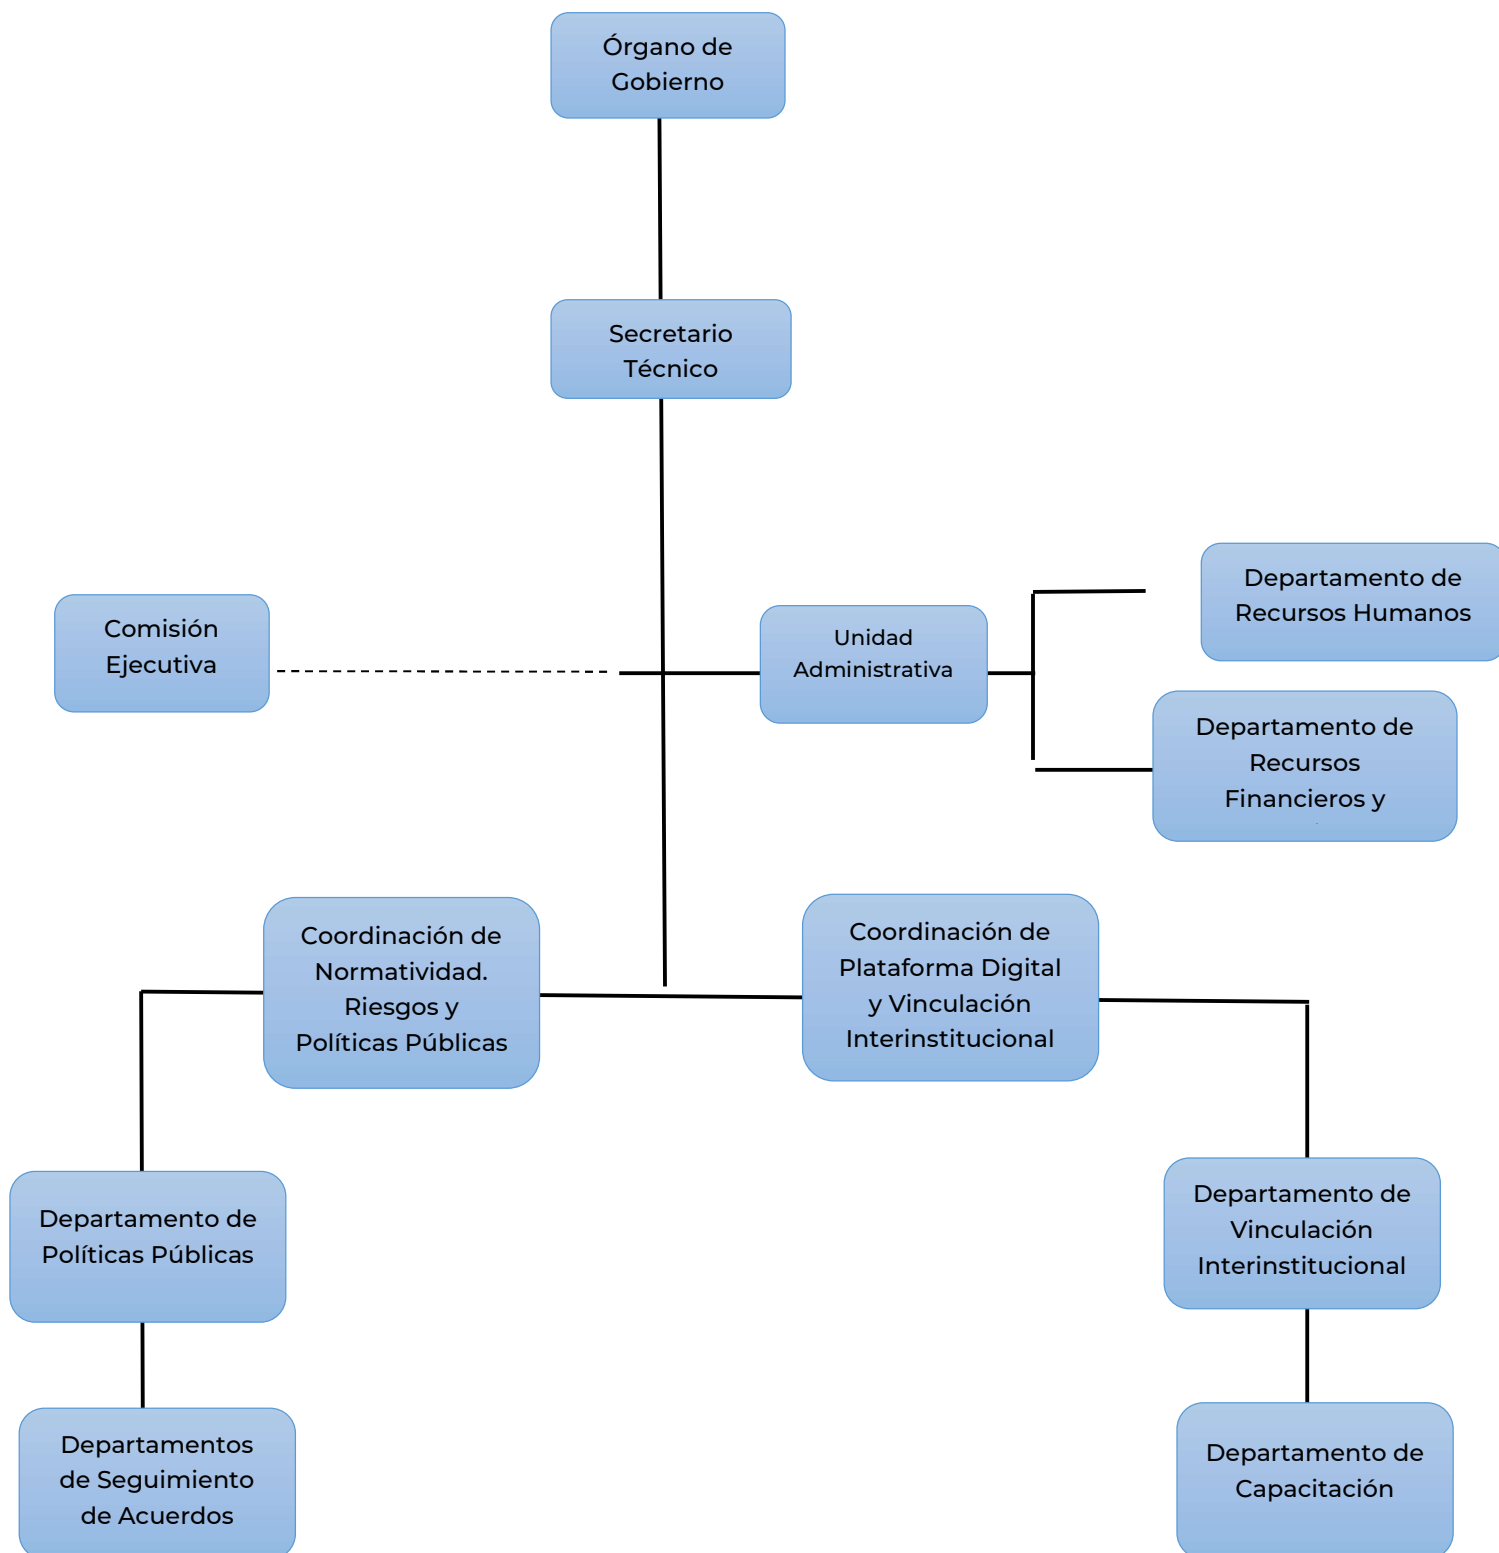 Órgano de
Gobierno
Secretario
Técnico
Comisión
Ejecutiva
Unidad
Administrativa
Departamento de
Recursos Humanos
Departamento de
Recursos
Financieros y
Coordinación de
Normatividad.
Riesgos y
Políticas Públicas
Coordinación de
Plataforma Digital
y Vinculación
Interinstitucional
Departamento de
Políticas Públicas
Departamento de
Vinculación
Interinstitucional
Departamentos
de Seguimiento
de Acuerdos
Departamento de
Capacitación